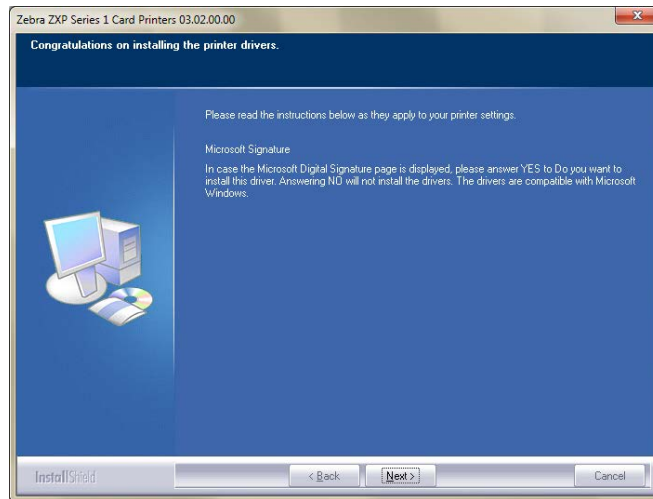 Zebra ZXP Series 1 Card Printers 03.02.00.00
Congratulations on installing the printer drivers.
Please read the instructions below as they apply to your printer settings.
Microsoft Signature
In case the Microsoft Digital Signature page is displayed, please answer YES to Do you want to
install this driver. Answering NO will not install the drivers. The drivers are compatible with Microsoft
Windows.
InstallShield
< Back
Next >
Cancel